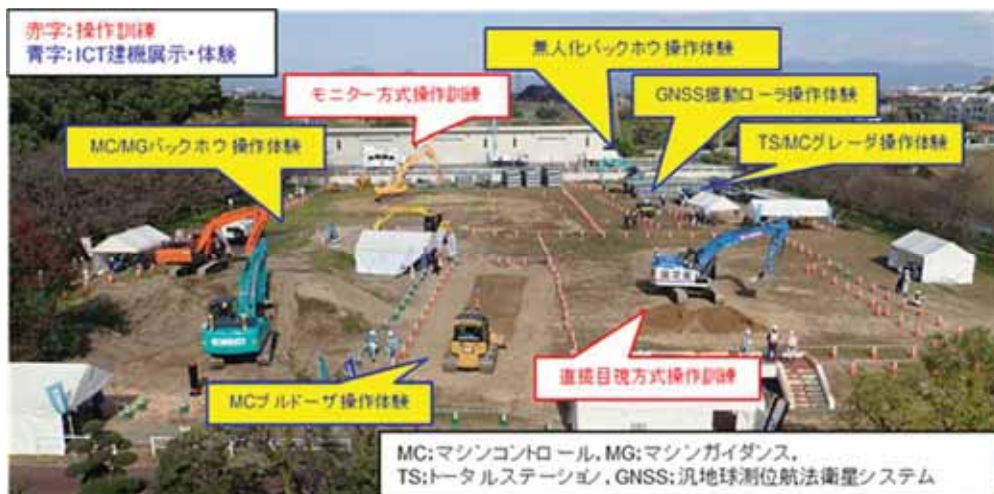 赤字:操作訓練
青字:ICT建機展示・体験
無人化バックホウ操作体験
モニター方式操作訓練
GNSS振動ローラ操作体験
MC/MGバックホウ操作体験
TS/MCグレーダ操作体験
直接目視方式操作訓練
MCブルドーザ操作体験
MC:マシンコントロール,MG:マシンガイダンス,
TS:トータルステーション,GNSS:汎地球測位航法衛星システム